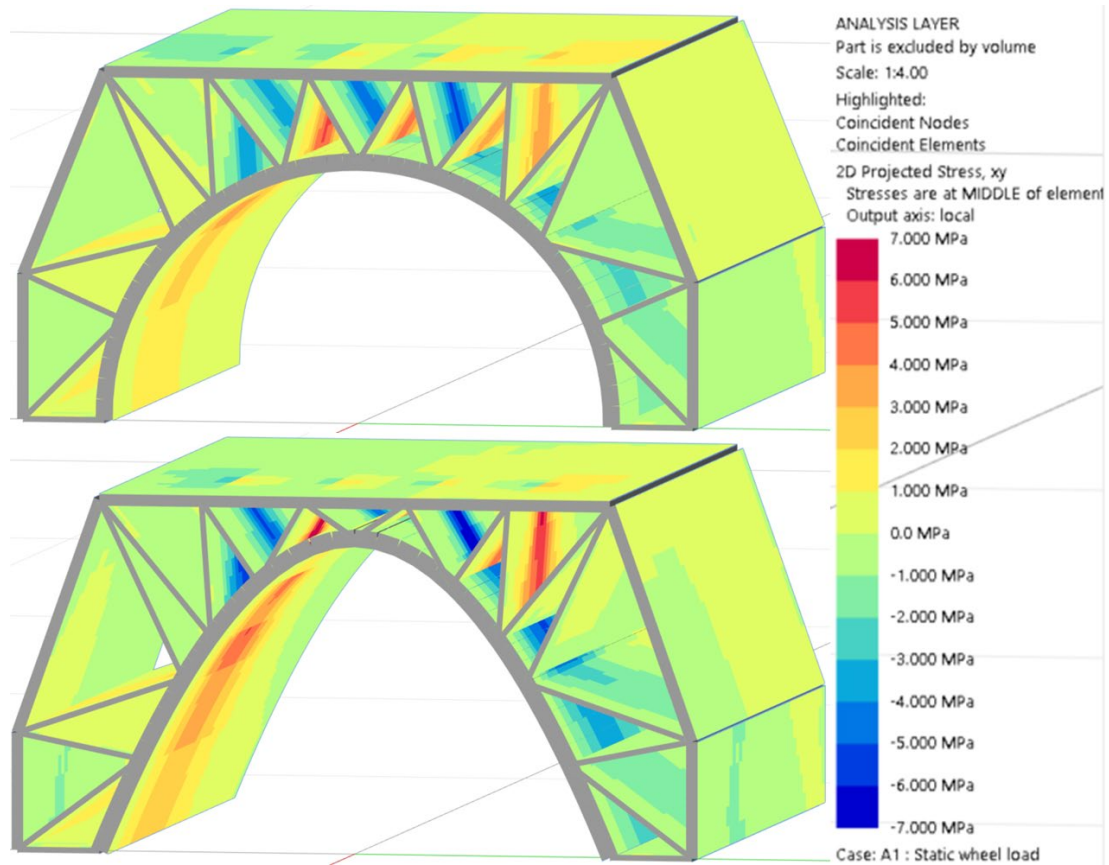 ANALYSIS LAYER
Part is excluded by volume
Scale: 1:4.00
Highlighted:
Coincident Nodes
Coincident Elements
2D Projected Stress, xy
Stresses are at MIDDLE of element
Output axis: local
7.000 MPa
6.000 MPa
5.000 MPa
4.000 MPa
3.000 MPa
2.000 MPa
1.000 MPa
0.0 MPa
-1.000 MPa
-2.000 MPa
-3.000 MPa
-4.000 MPa
-5.000 MPa
-6.000 MPa
-7.000 MPa
Case: A1 : Static wheel load